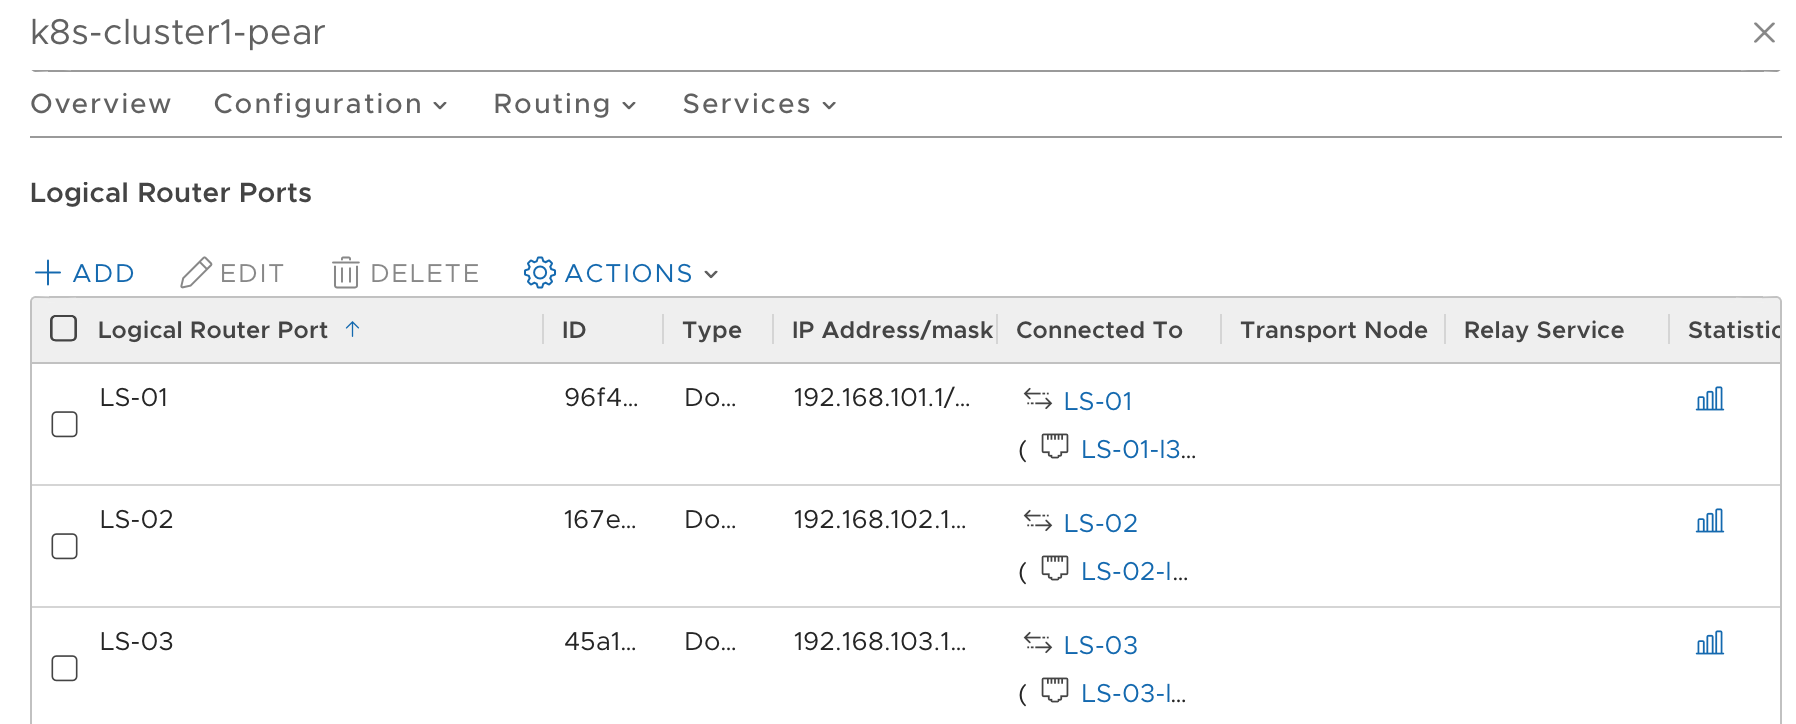 k8s-cluster1-pear
Overview Configuration Routing Services
Logical Router Ports
ADD EDIT DELETE ACTIONS
Logical Router Port ID Type IP Address/mask Connected To Transport Node Relay Service Statistic
LS-01 96f4... Do... 192.168.101.1/... LS-01
( LS-01-l3...
LS-02 167e... Do... 192.168.102.1... LS-02
( LS-02-l...
LS-03 45a1... Do... 192.168.103.1... LS-03
( LS-03-l...